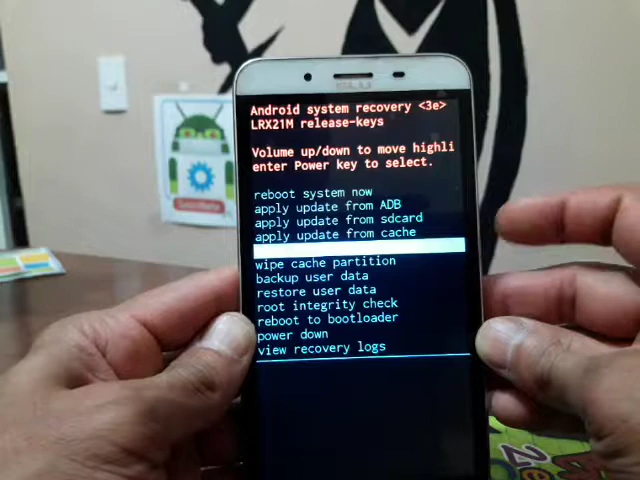 BLU
Android system recovery <3e>
LRX21M release-keys
Volume up/down to move highli
enter Power key to select.
reboot system now
apply update from ADB
apply update from sdcard
apply update from cache
wipe cache partition
backup user data
restore user data
root integrity check
reboot to bootloader
power down
view recovery logs